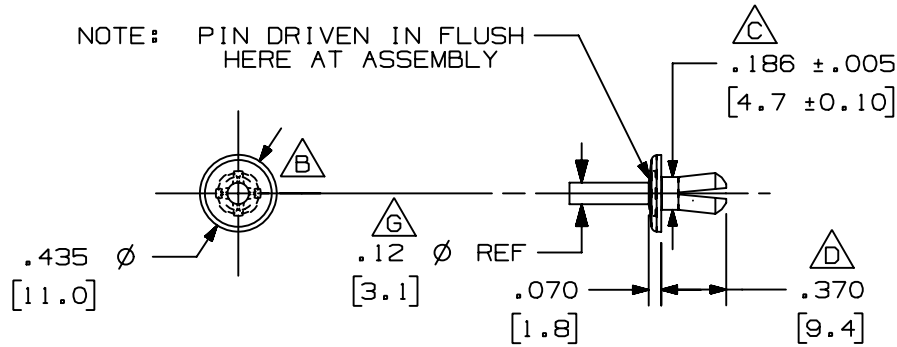 NOTE: PIN DRIVEN IN FLUSH
HERE AT ASSEMBLY
C
.186 ±.005
[4.7 ±0.10]
B
G
.435 Ø
[11.0]
.12 Ø REF
[3.1]
.070
[1.8]
D
.370
[9.4]